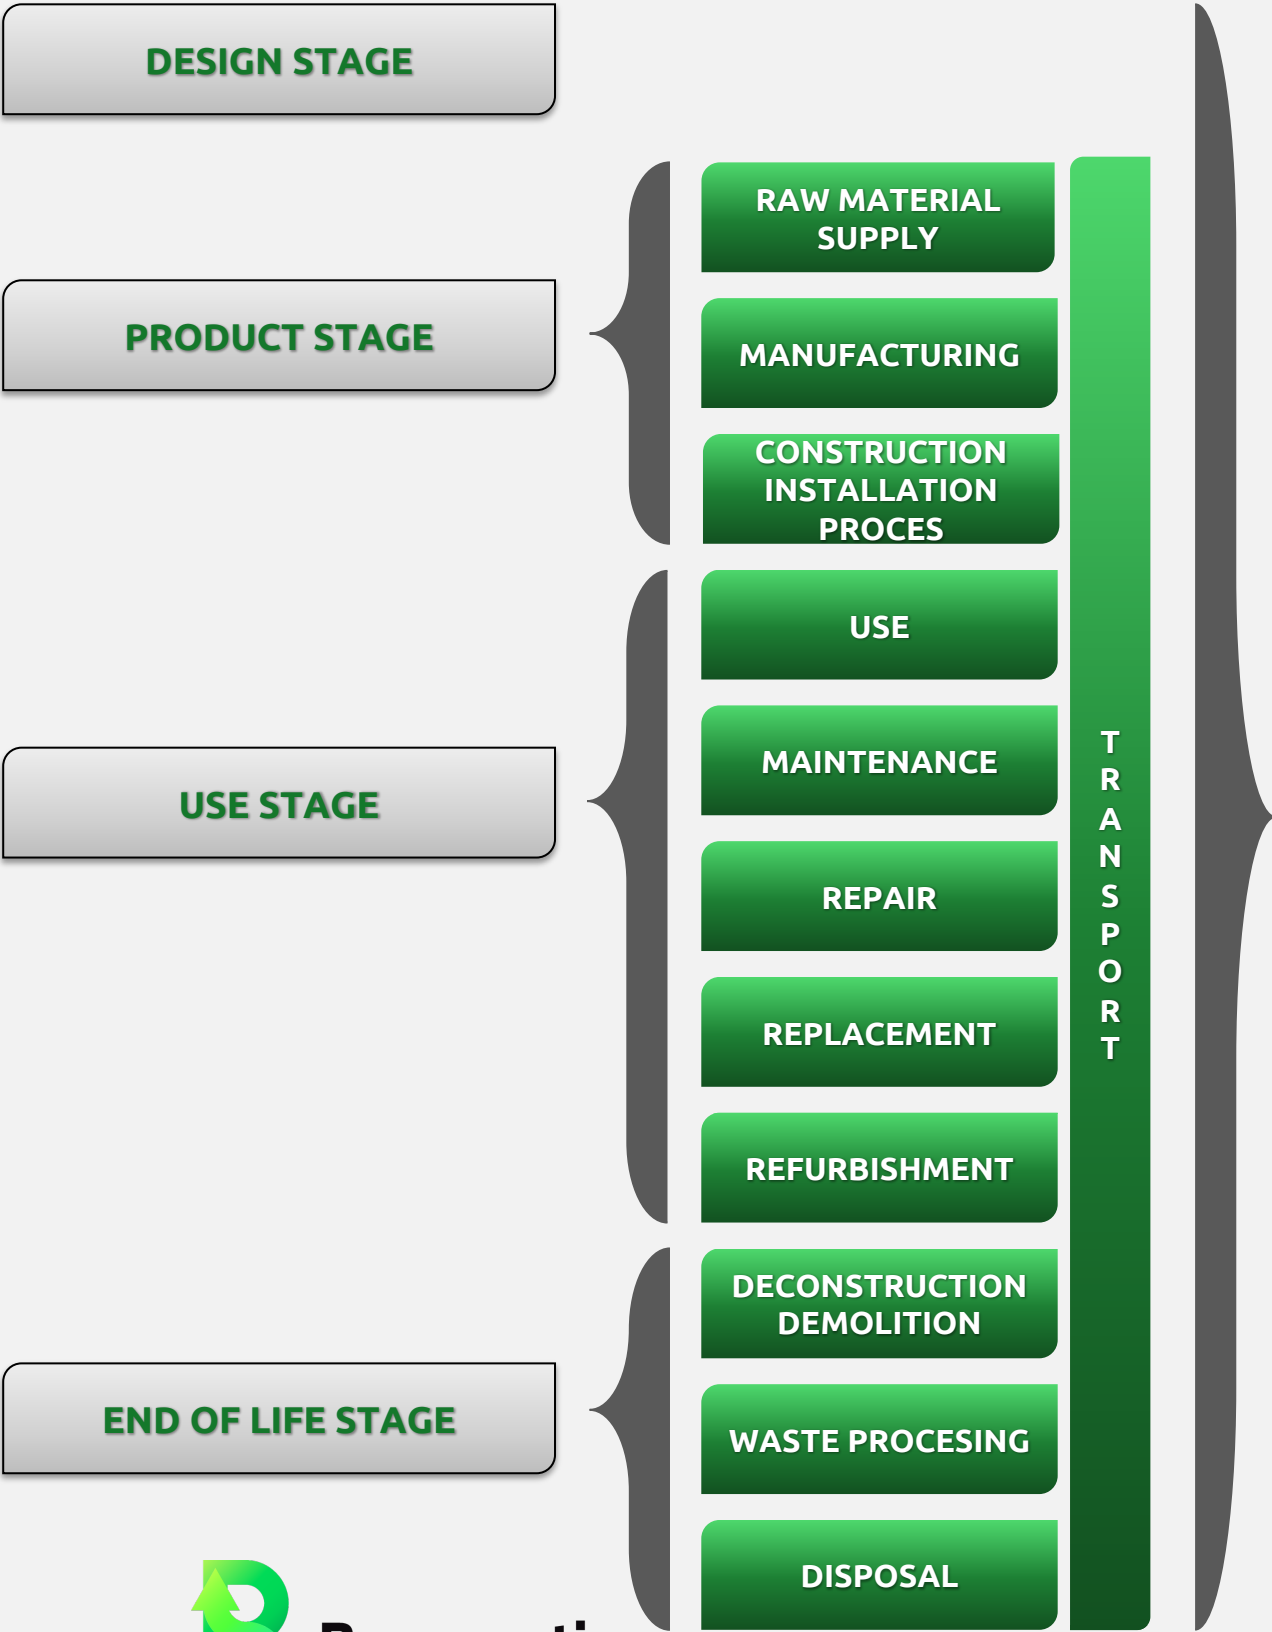 DESIGN STAGE
RAW MATERIAL
SUPPLY
PRODUCT STAGE
MANUFACTURING
CONSTRUCTION
INSTALLATION
PROCES
USE
MAINTENANCE
USE STAGE
REPAIR
REPLACEMENT
REFURBISHMENT
DECONSTRUCTION
DEMOLITION
END OF LIFE STAGE
WASTE PROCESING
DISPOSAL
T
R
A
N
S
P
O
R
T